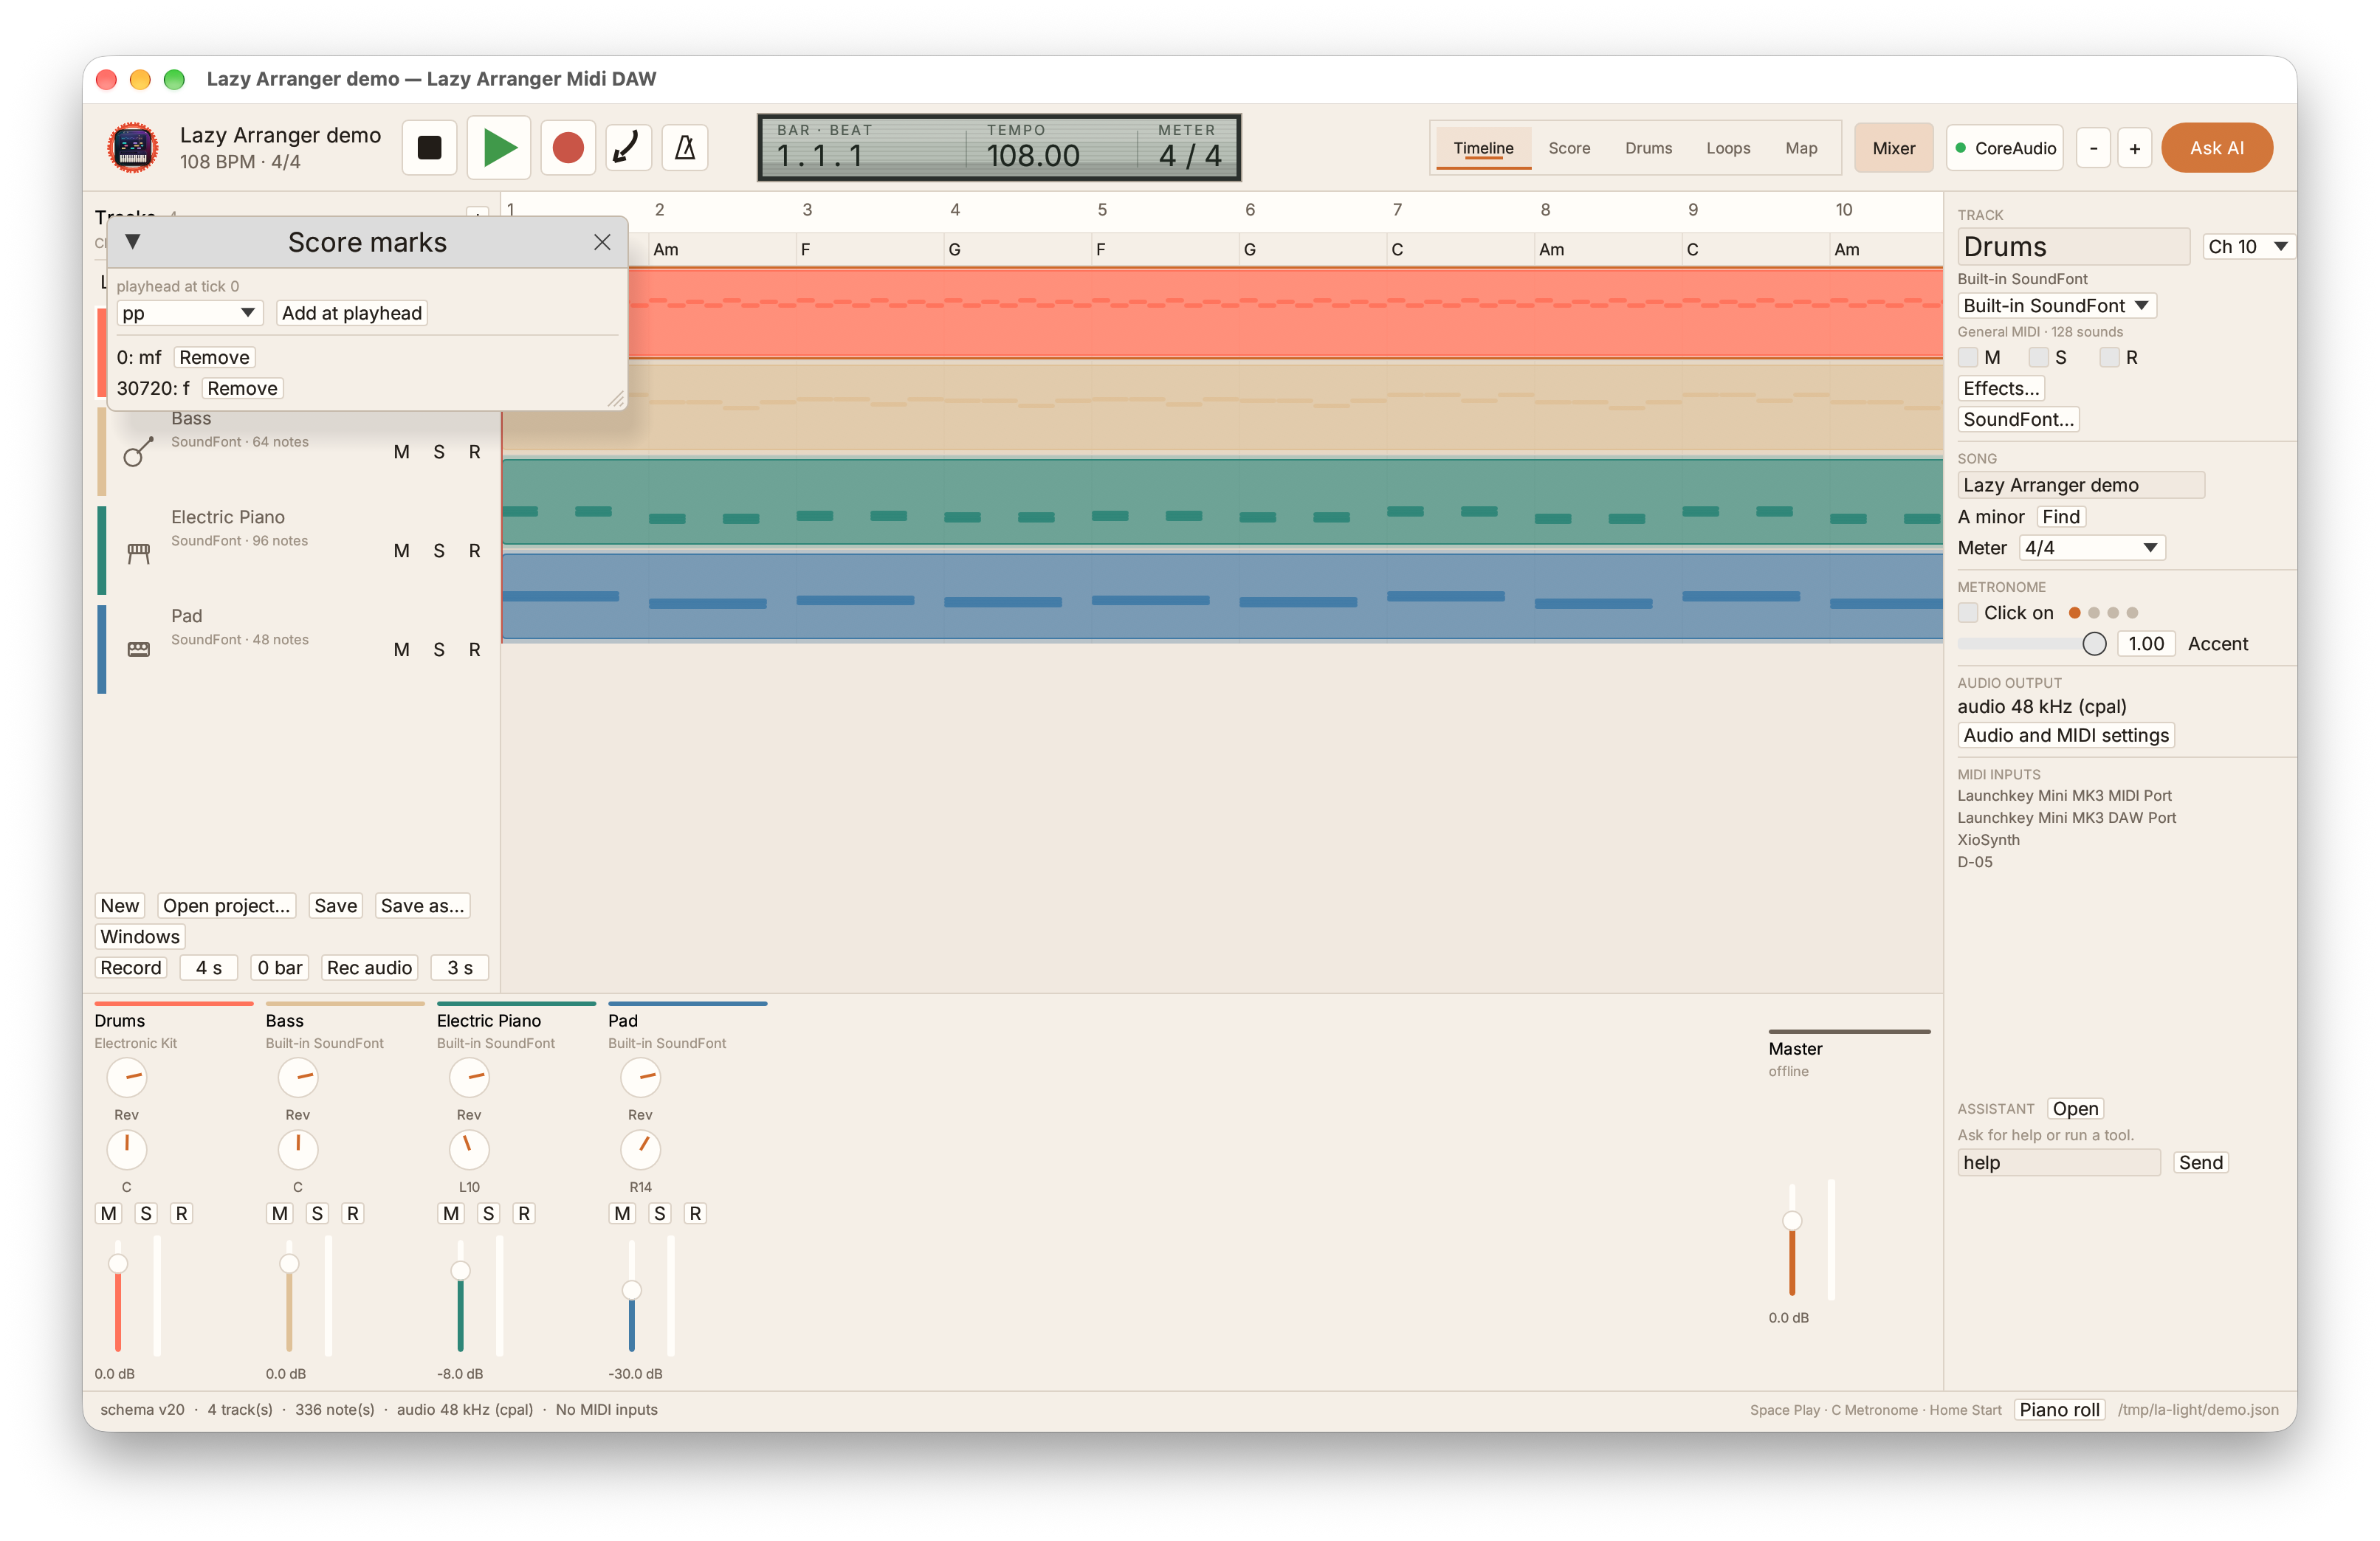 Lazy Arranger demo — Lazy Arranger Midi DAW
Lazy Arranger demo
108 BPM · 4/4
BAR · BEAT TEMPO METER
1.1.1 108.00 4/4
Timeline Score Drums Loops Map
Mixer
CoreAudio
- +
Ask AI
1 2 3 4 5 6 7 8 9 10
Am F G F G C Am C Am
Score marks
playhead at tick 0
pp Add at playhead
0: mf Remove
30720: f Remove
Bass
SoundFont · 64 notes
M S R
Electric Piano
SoundFont · 96 notes
M S R
Pad
SoundFont · 48 notes
M S R
New Open project... Save Save as...
Windows
Record 4 s 0 bar Rec audio 3 s
TRACK
Drums Ch 10
Built-in SoundFont
Built-in SoundFont
General MIDI · 128 sounds
M S R
Effects...
SoundFont...
SONG
Lazy Arranger demo
A minor Find
Meter 4/4
METRONOME
Click on
1.00 Accent
AUDIO OUTPUT
audio 48 kHz (cpal)
Audio and MIDI settings
MIDI INPUTS
Launchkey Mini MK3 MIDI Port
Launchkey Mini MK3 DAW Port
XioSynth
D-05
ASSISTANT Open
Ask for help or run a tool.
help Send
Drums
Electronic Kit
Rev
C
M S R
0.0 dB
Bass
Built-in SoundFont
Rev
C
M S R
0.0 dB
Electric Piano
Built-in SoundFont
Rev
L10
M S R
-8.0 dB
Pad
Built-in SoundFont
Rev
R14
M S R
-30.0 dB
Master
offline
0.0 dB
schema v20 · 4 track(s) · 336 note(s) · audio 48 kHz (cpal) · No MIDI inputs
Space Play · C Metronome · Home Start Piano roll /tmp/la-light/demo.json